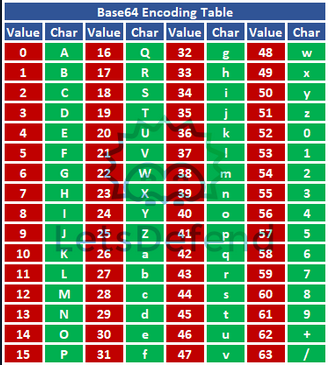 Base64 Encoding Table
Value Char Value Char Value Char Value Char
0 A 16 Q 32 g 48 w
1 B 17 R 33 h 49 x
2 C 18 S 34 i 50 y
3 D 19 T 35 j 51 z
4 E 20 U 36 k 52 0
5 F 21 V 37 l 53 1
6 G 22 W 38 m 54 2
7 H 23 X 39 n 55 3
8 I 24 Y 40 o 56 4
9 J 25 Z 41 p 57 5
10 K 26 a 42 q 58 6
11 L 27 b 43 r 59 7
12 M 28 c 44 s 60 8
13 N 29 d 45 t 61 9
14 O 30 e 46 u 62 +
15 P 31 f 47 v 63 /
LetsDefend